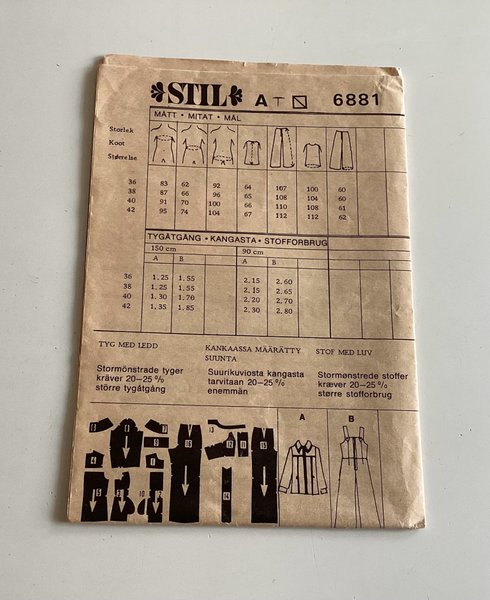 STIL A T 6881
MÅTT • MITAT • MÅL
Storlek
Koot
Størrelse
36 83 62 92 64 107 100 60
38 87 66 96 65 108 104 60
40 91 70 100 66 110 108 61
42 95 74 104 67 112 112 62
TYGÅTGÅNG • KANGASTA • STOFFORBRUG
150 cm 90 cm
A B A B
36 1.25 1.55 2.15 2.60
38 1.25 1.55 2.15 2.65
40 1.30 1.70 2.20 2.70
42 1.35 1.85 2.30 2.80
TYG MED LEDD KANKAASSA MÄÄRÄTTY SUUNTA STOF MED LUV
Stormönstrade tyger kräver 20–25 % större tygåtgång
Suurikuviosta kangasta tarvitaan 20–25 % enemmän
Stormønstrede stoffer kræver 20–25 % større stofforbrug
A B
16
15
14